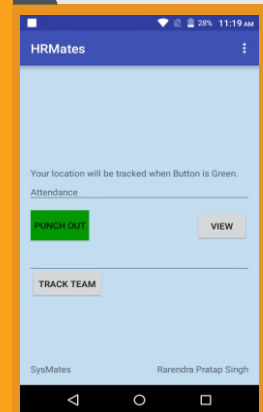 28% 11:19 AM
HRMates
Your location will be tracked when Button is Green.
Attendance
PUNCH OUT VIEW
TRACK TEAM
SysMates Rarendra Pratap Singh